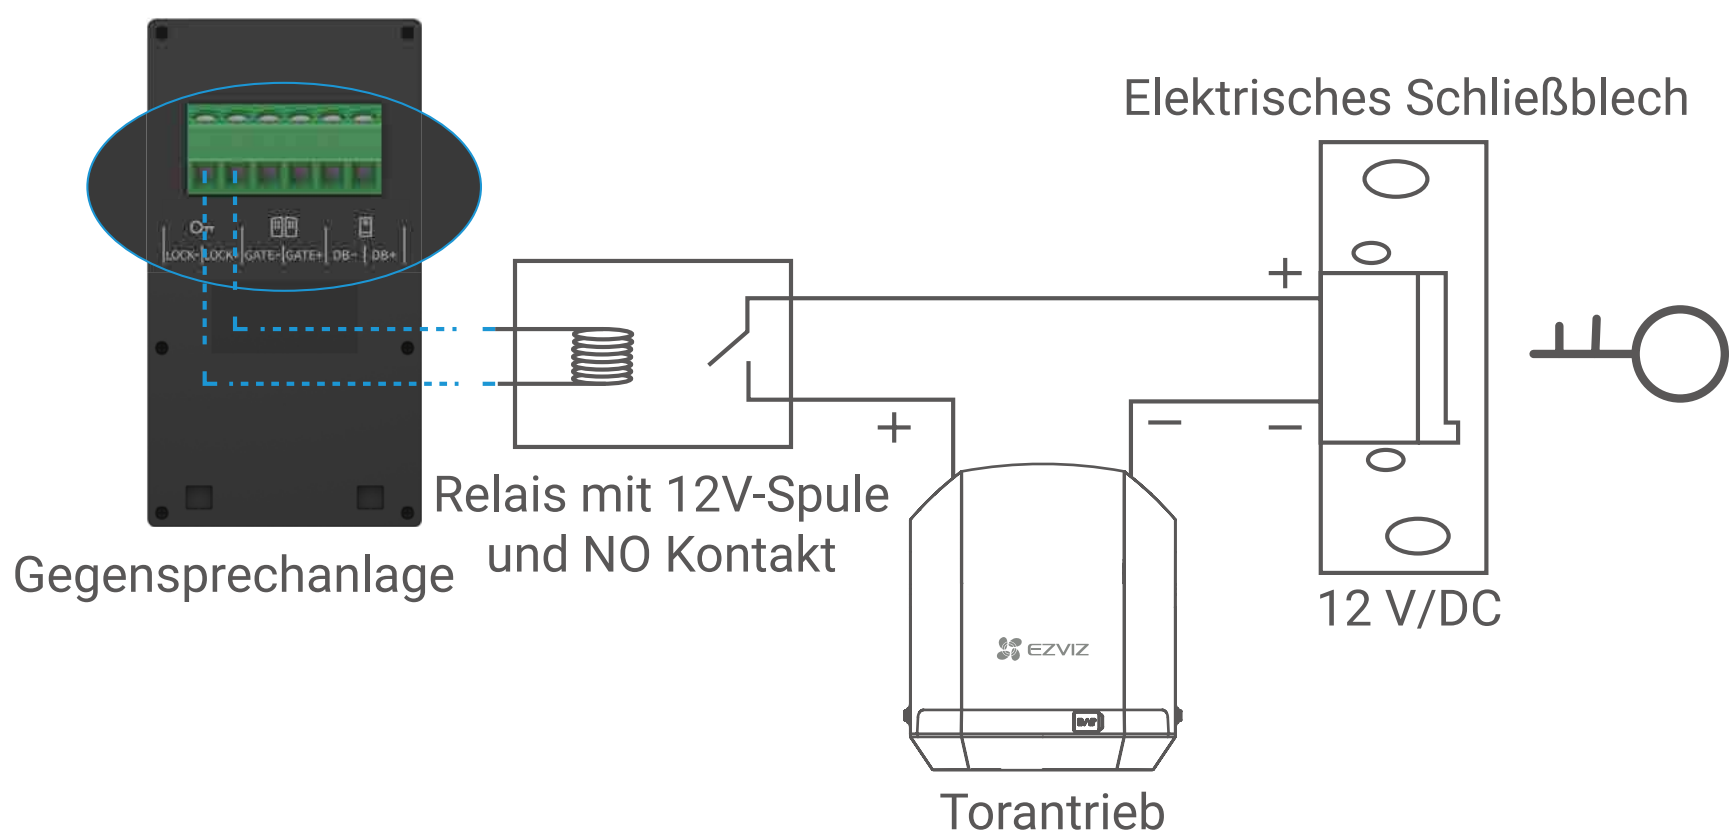 Elektrisches Schließblech
LOCK- LOCK+ GATE- GATE+ DB- DB+
+
+
−
−
Relais mit 12V-Spule
und NO Kontakt
Gegensprechanlage
12 V/DC
EZVIZ
Torantrieb